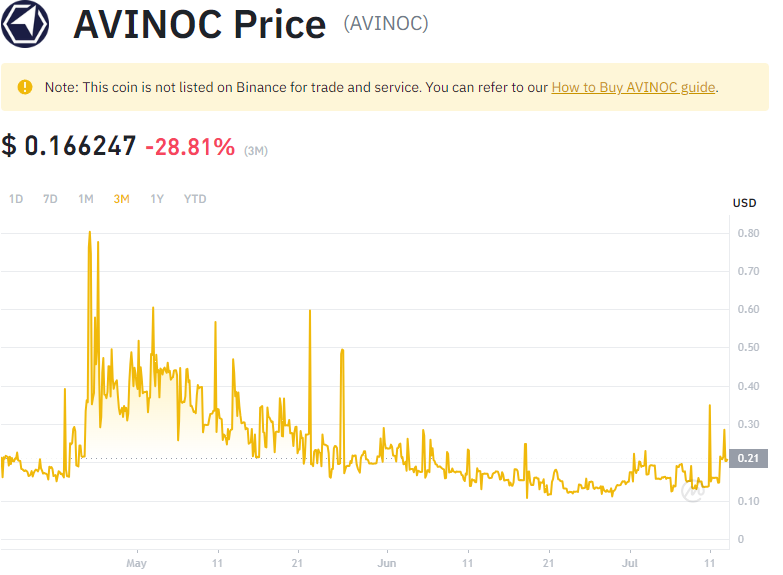 AVINOC Price (AVINOC)
Note: This coin is not listed on Binance for trade and service. You can refer to our How to Buy AVINOC guide.
$ 0.166247 -28.81% (3M)
1D 7D 1M 3M 1Y YTD
USD
0.80
0.70
0.60
0.50
0.40
0.30
0.21
0.10
0
May 11 21 Jun 11 21 Jul 11